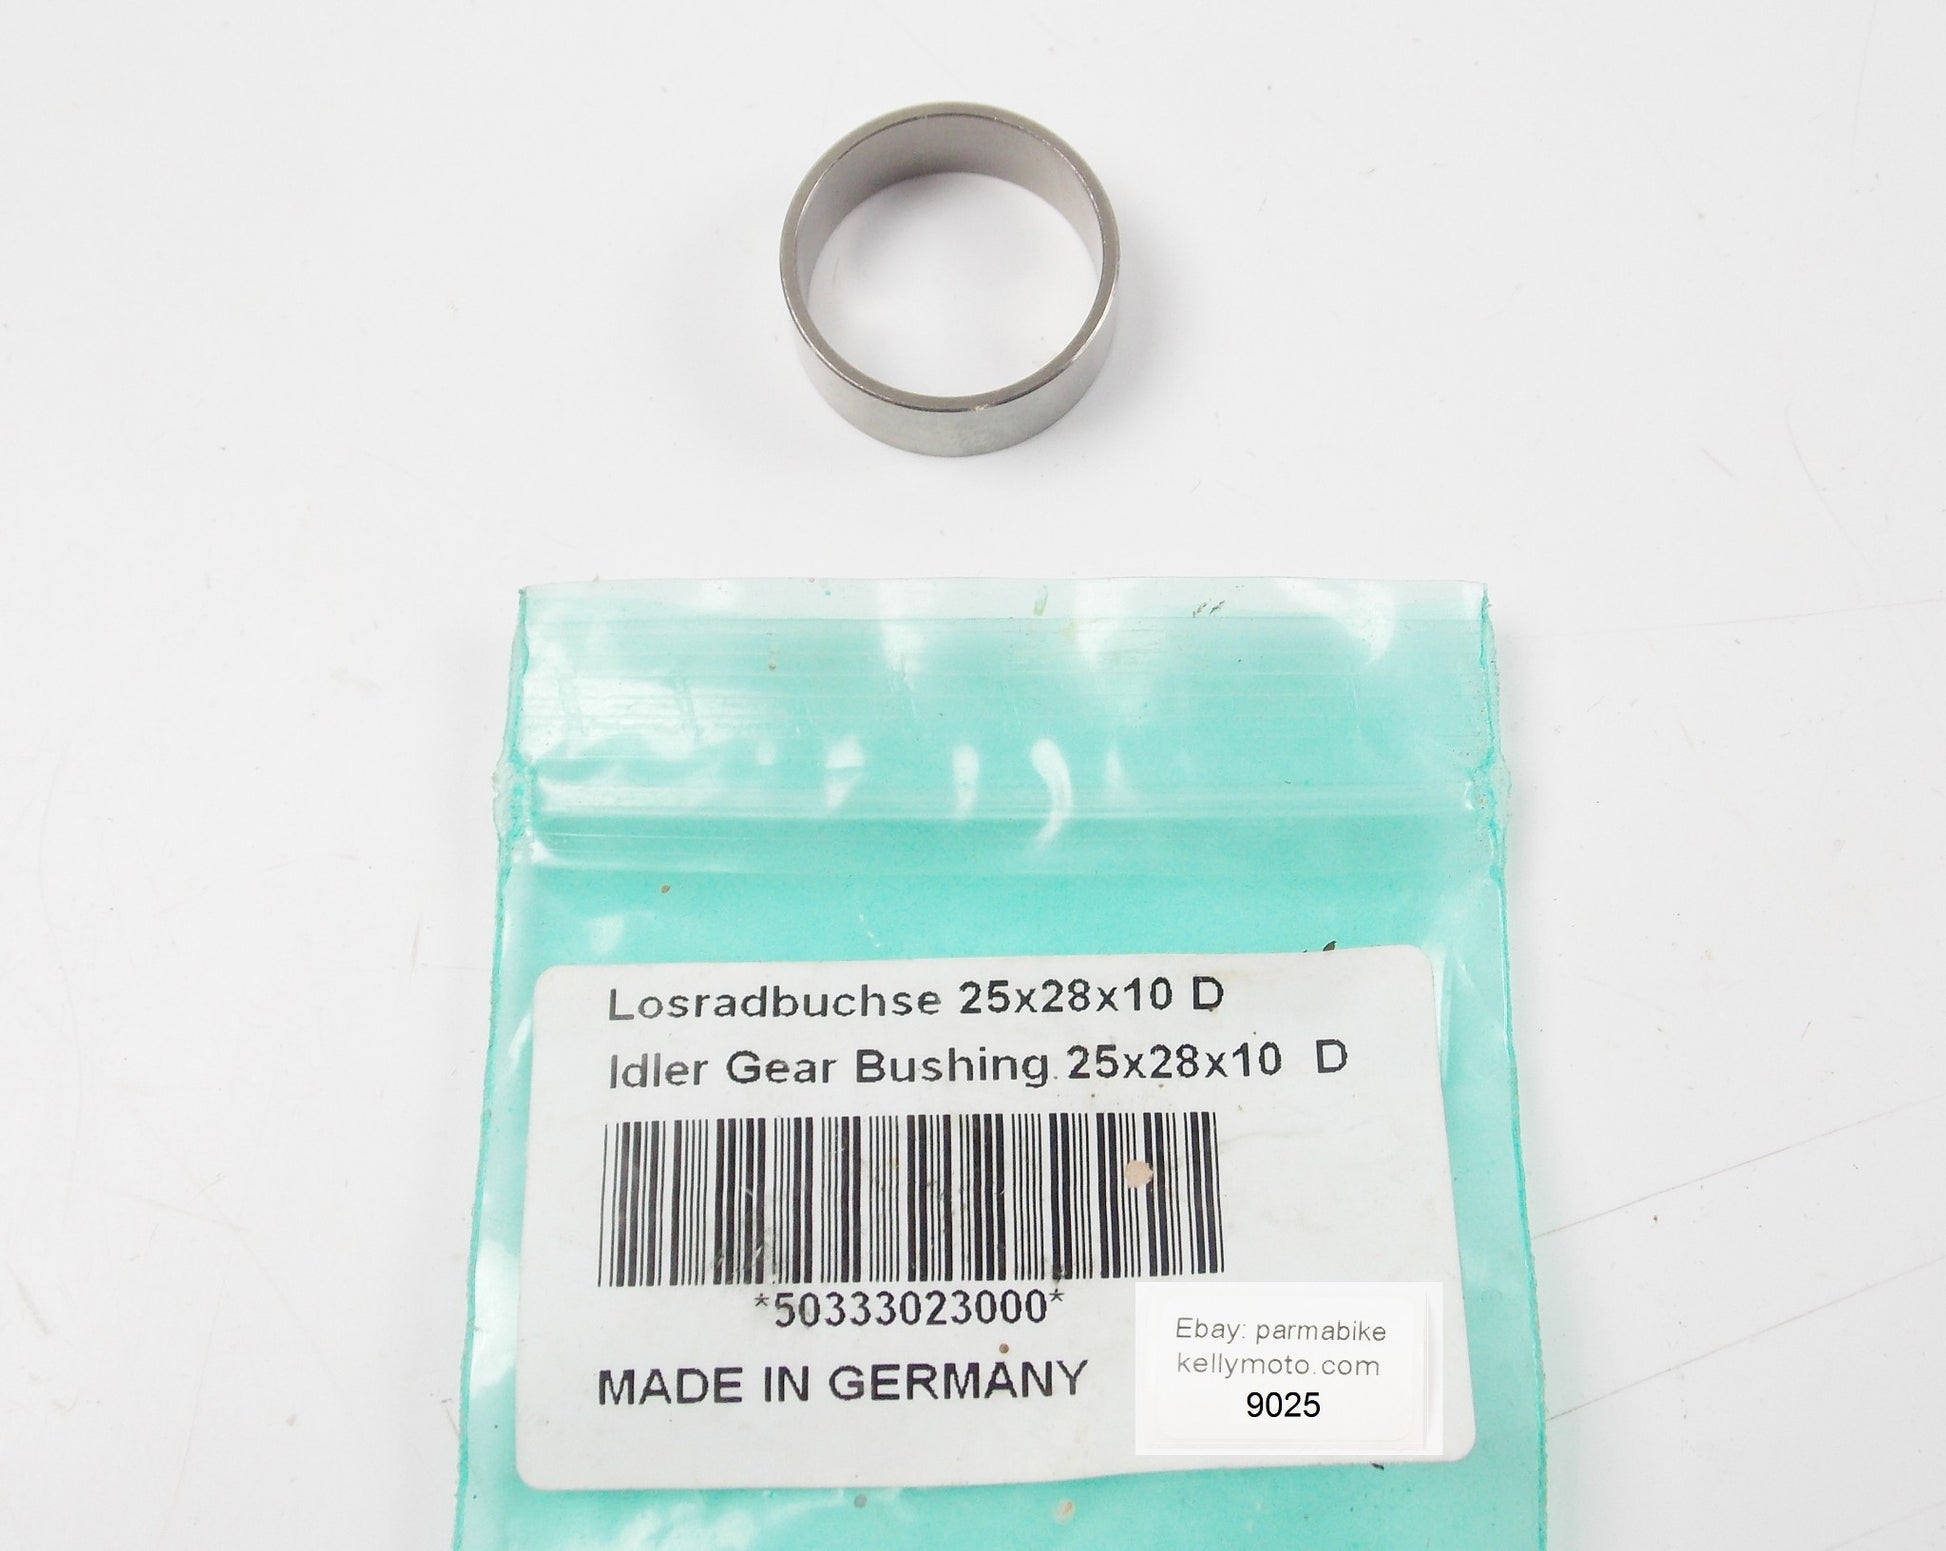 Losradbuchse 25x28x10 D
Idler Gear Bushing 25x28x10 D
*50333023000*
MADE IN GERMANY
Ebay: parmabike
kellymoto.com
9025